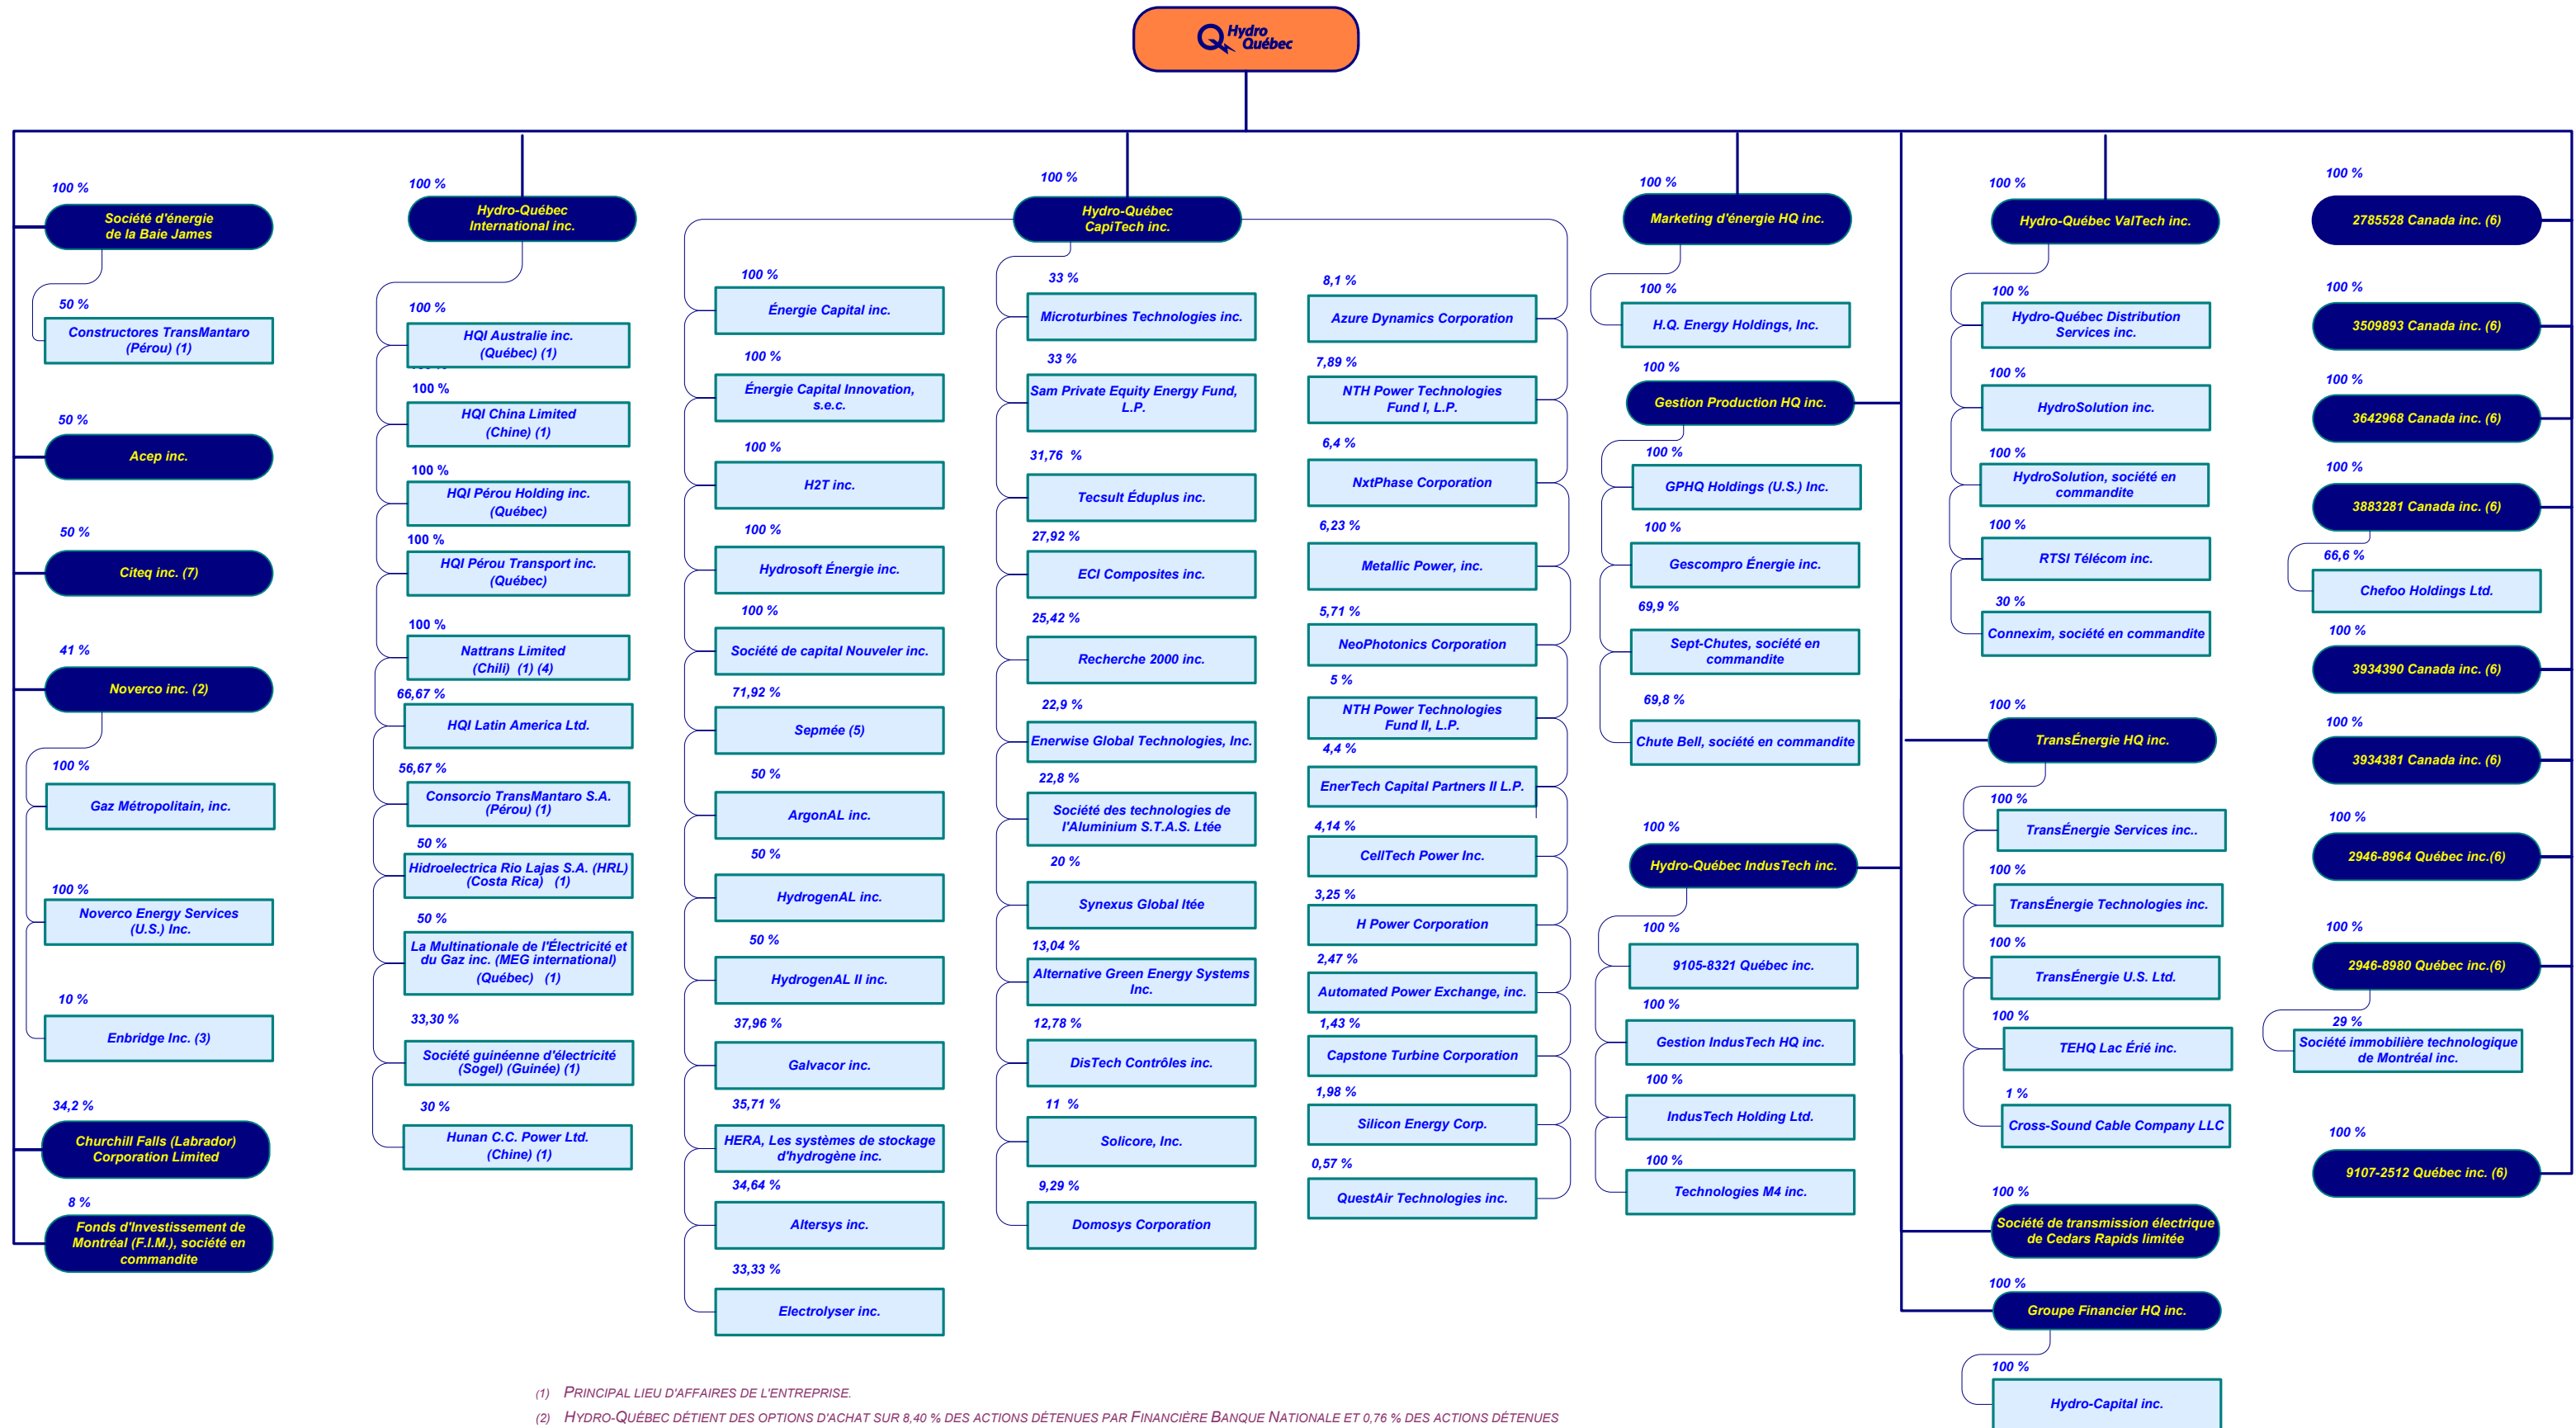 Hydro
Québec
100 %
Société d'énergie
de la Baie James
50 %
Constructores TransMantaro
(Pérou) (1)
50 %
Acep inc.
50 %
Citeq inc. (7)
41 %
Noverco inc. (2)
100 %
Gaz Métropolitain, inc.
100 %
Noverco Energy Services
(U.S.) Inc.
10 %
Enbridge Inc. (3)
34,2 %
Churchill Falls (Labrador)
Corporation Limited
8 %
Fonds d'Investissement de
Montréal (F.I.M.), société en
commandite
100 %
Hydro-Québec
International inc.
100 %
HQI Australie inc.
(Québec) (1)
100 %
HQI China Limited
(Chine) (1)
100 %
HQI Pérou Holding inc.
(Québec)
100 %
HQI Pérou Transport inc.
(Québec)
100 %
Nattrans Limited
(Chili) (1) (4)
66,67 %
HQI Latin America Ltd.
56,67 %
Consorcio TransMantaro S.A.
(Pérou) (1)
50 %
Hidroelectrica Rio Lajas S.A. (HRL)
(Costa Rica) (1)
50 %
La Multinationale de l'Électricité et
du Gaz inc. (MEG international)
(Québec) (1)
33,30 %
Société guinéenne d'électricité
(Sogel) (Guinée) (1)
30 %
Hunan C.C. Power Ltd.
(Chine) (1)
100 %
Hydro-Québec
CapiTech inc.
100 %
Énergie Capital inc.
100 %
Énergie Capital Innovation,
s.e.c.
100 %
H2T inc.
100 %
Hydrosoft Énergie inc.
100 %
Société de capital Nouveler inc.
71,92 %
Sepmée (5)
50 %
ArgonAL inc.
50 %
HydrogenAL inc.
50 %
HydrogenAL II inc.
37,96 %
Galvacor inc.
35,71 %
HERA, Les systèmes de stockage
d'hydrogène inc.
34,64 %
Altersys inc.
33,33 %
Electrolyser inc.
33 %
Microturbines Technologies inc.
33 %
Sam Private Equity Energy Fund,
L.P.
31,76 %
Tecsult Éduplus inc.
27,92 %
ECI Composites inc.
25,42 %
Recherche 2000 inc.
22,9 %
Enerwise Global Technologies, Inc.
22,8 %
Société des technologies de
l'Aluminium S.T.A.S. Ltée
20 %
Synexus Global ltée
13,04 %
Alternative Green Energy Systems
Inc.
12,78 %
DisTech Contrôles inc.
11 %
Solicore, Inc.
9,29 %
Domosys Corporation
8,1 %
Azure Dynamics Corporation
7,89 %
NTH Power Technologies
Fund I, L.P.
6,4 %
NxtPhase Corporation
6,23 %
Metallic Power, inc.
5,71 %
NeoPhotonics Corporation
5 %
NTH Power Technologies
Fund II, L.P.
4,4 %
EnerTech Capital Partners II L.P.
4,14 %
CellTech Power Inc.
3,25 %
H Power Corporation
2,47 %
Automated Power Exchange, inc.
1,43 %
Capstone Turbine Corporation
1,98 %
Silicon Energy Corp.
0,57 %
QuestAir Technologies inc.
100 %
Marketing d'énergie HQ inc.
100 %
H.Q. Energy Holdings, Inc.
100 %
Gestion Production HQ inc.
100 %
GPHQ Holdings (U.S.) Inc.
100 %
Gescompro Énergie inc.
69,9 %
Sept-Chutes, société en
commandite
69,8 %
Chute Bell, société en commandite
100 %
Hydro-Québec IndusTech inc.
100 %
9105-8321 Québec inc.
100 %
Gestion IndusTech HQ inc.
100 %
IndusTech Holding Ltd.
100 %
Technologies M4 inc.
100 %
Hydro-Québec ValTech inc.
100 %
Hydro-Québec Distribution
Services inc.
100 %
HydroSolution inc.
100 %
HydroSolution, société en
commandite
100 %
RTSI Télécom inc.
30 %
Connexim, société en commandite
100 %
TransÉnergie HQ inc.
100 %
TransÉnergie Services inc..
100 %
TransÉnergie Technologies inc.
100 %
TransÉnergie U.S. Ltd.
100 %
TEHQ Lac Érié inc.
1 %
Cross-Sound Cable Company LLC
100 %
Société de transmission électrique
de Cedars Rapids limitée
100 %
Groupe Financier HQ inc.
100 %
Hydro-Capital inc.
100 %
2785528 Canada inc. (6)
100 %
3509893 Canada inc. (6)
100 %
3642968 Canada inc. (6)
100 %
3883281 Canada inc. (6)
66,6 %
Chefoo Holdings Ltd.
100 %
3934390 Canada inc. (6)
100 %
3934381 Canada inc. (6)
100 %
2946-8964 Québec inc.(6)
100 %
2946-8980 Québec inc.(6)
29 %
Société immobilière technologique
de Montréal inc.
100 %
9107-2512 Québec inc. (6)
(1) PRINCIPAL LIEU D'AFFAIRES DE L'ENTREPRISE.
(2) HYDRO-QUÉBEC DÉTIENT DES OPTIONS D'ACHAT SUR 8,40 % DES ACTIONS DÉTENUES PAR FINANCIÈRE BANQUE NATIONALE ET 0,76 % DES ACTIONS DÉTENUES